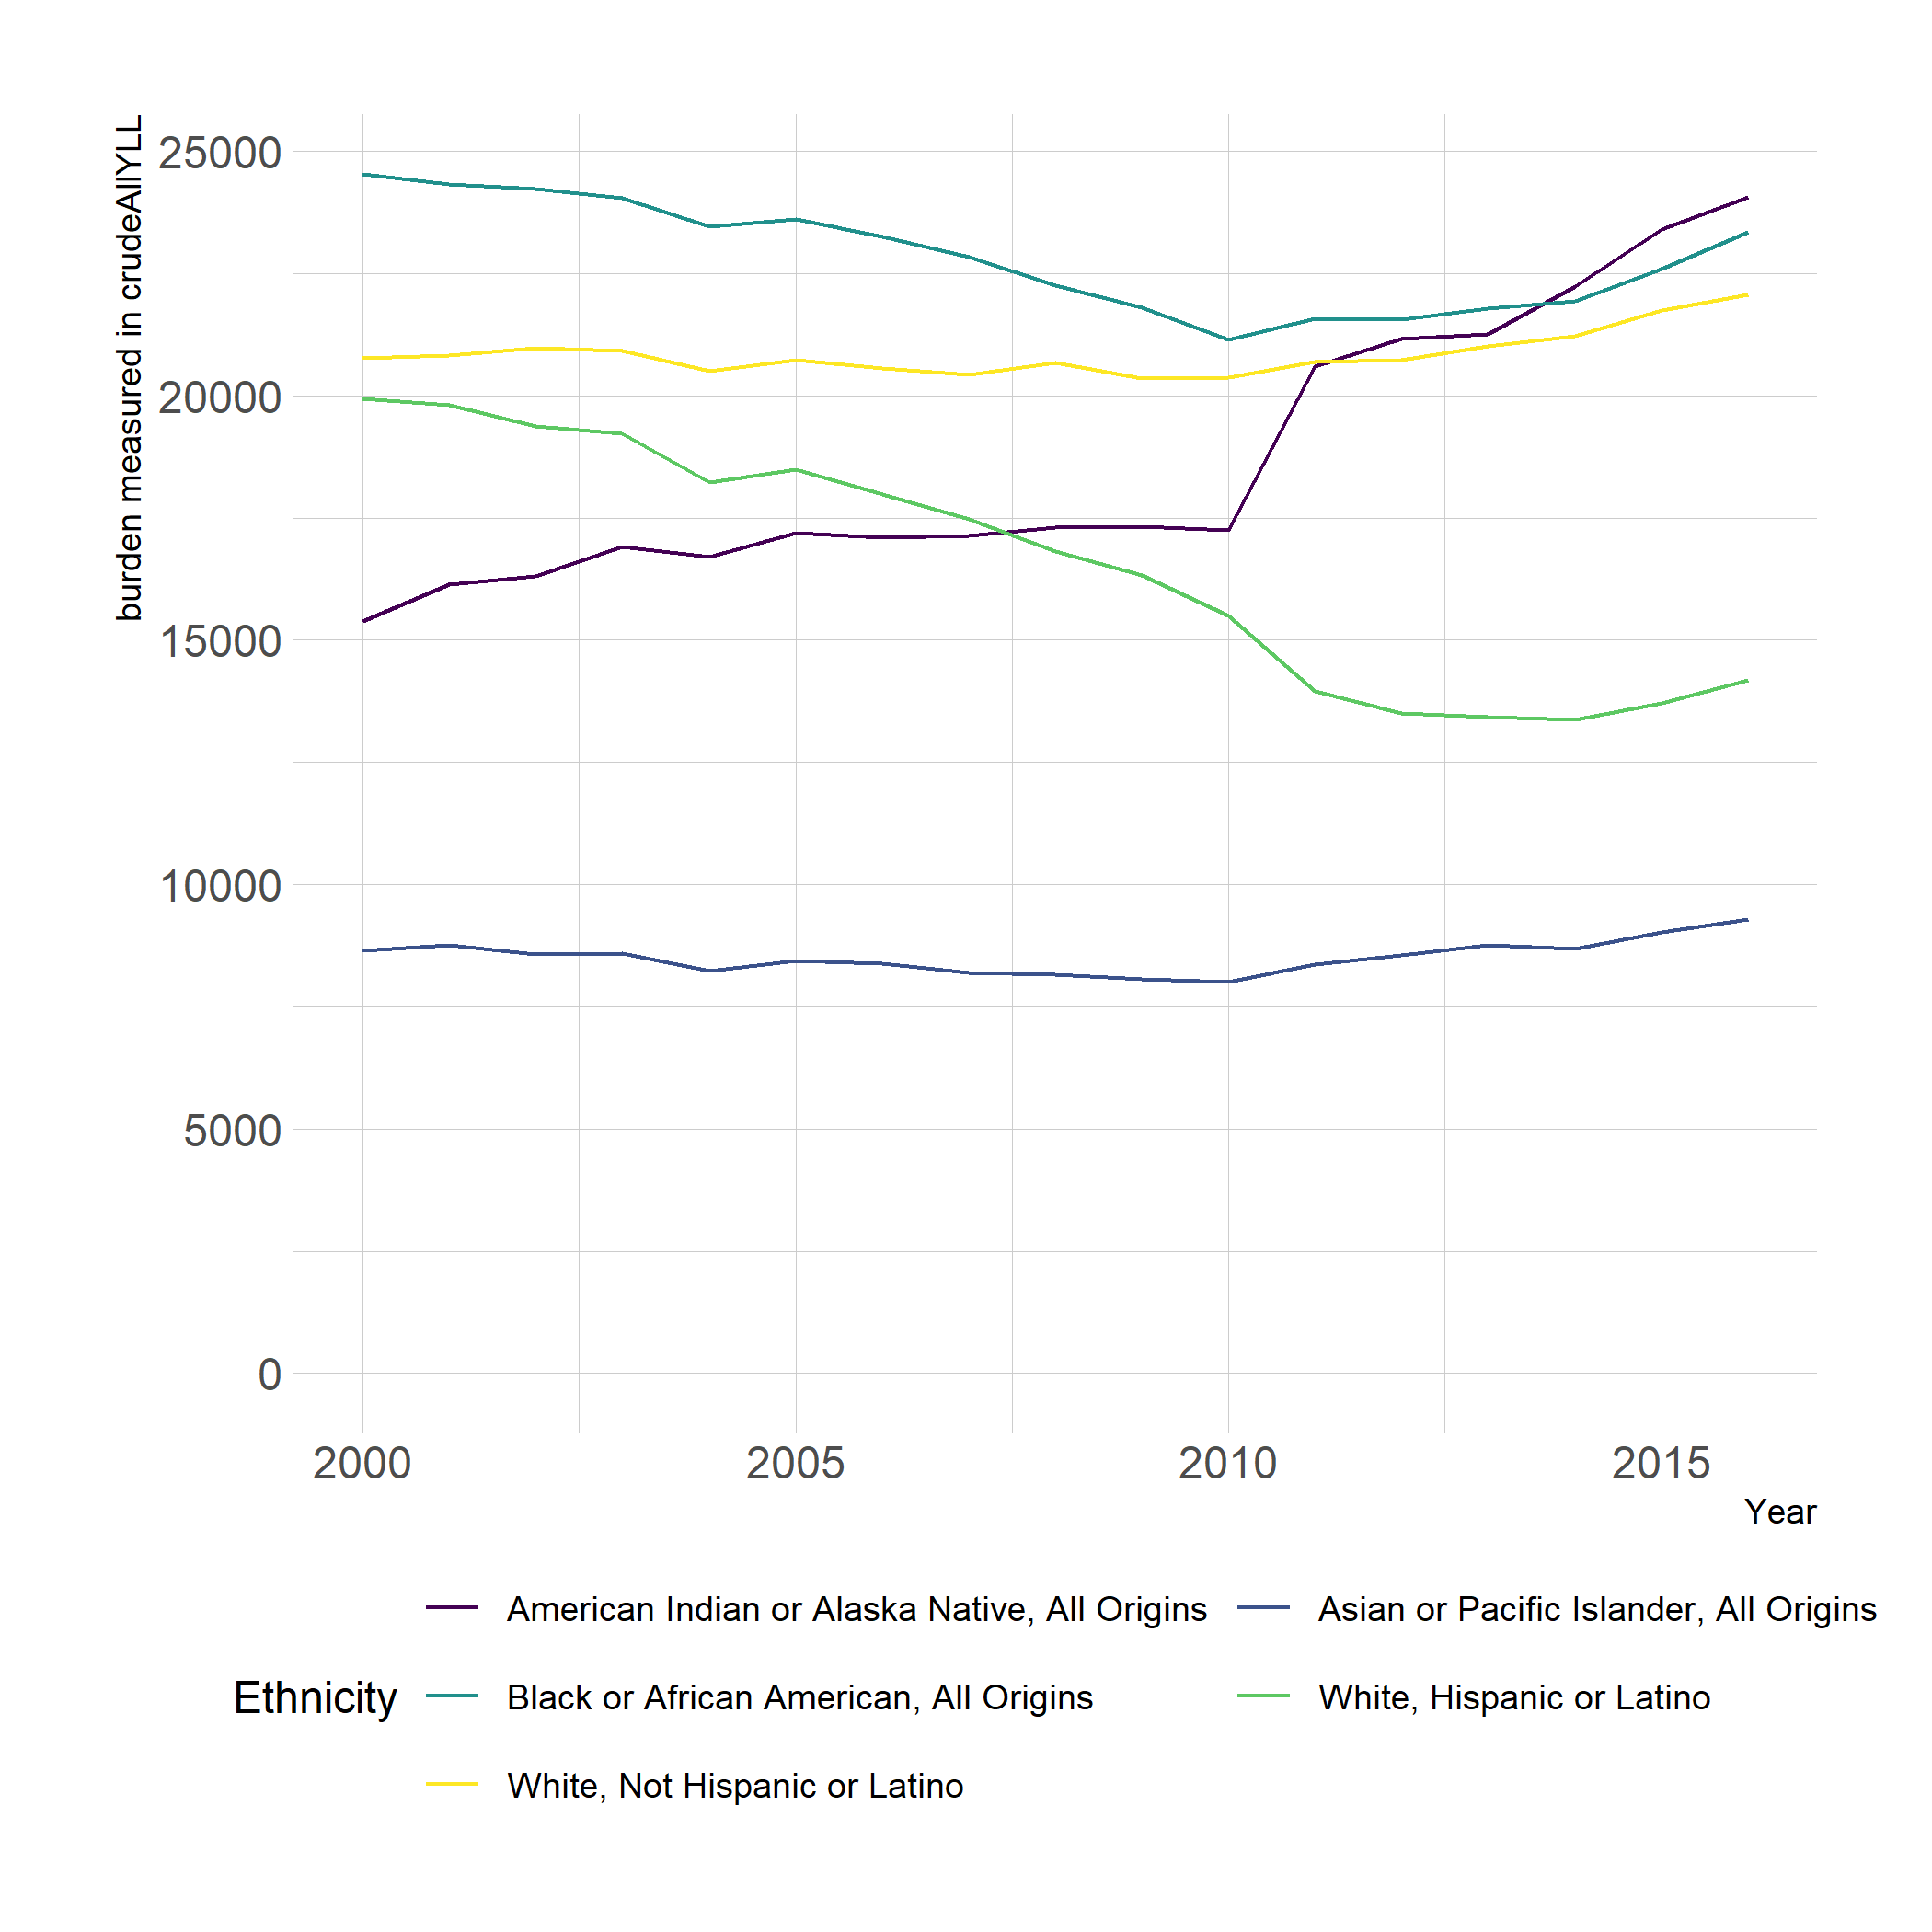 burden measured in crudeAllYLL
25000
20000
15000
10000
5000
0
2000 2005 2010 2015
Year
Ethnicity
American Indian or Alaska Native, All Origins
Asian or Pacific Islander, All Origins
Black or African American, All Origins
White, Hispanic or Latino
White, Not Hispanic or Latino